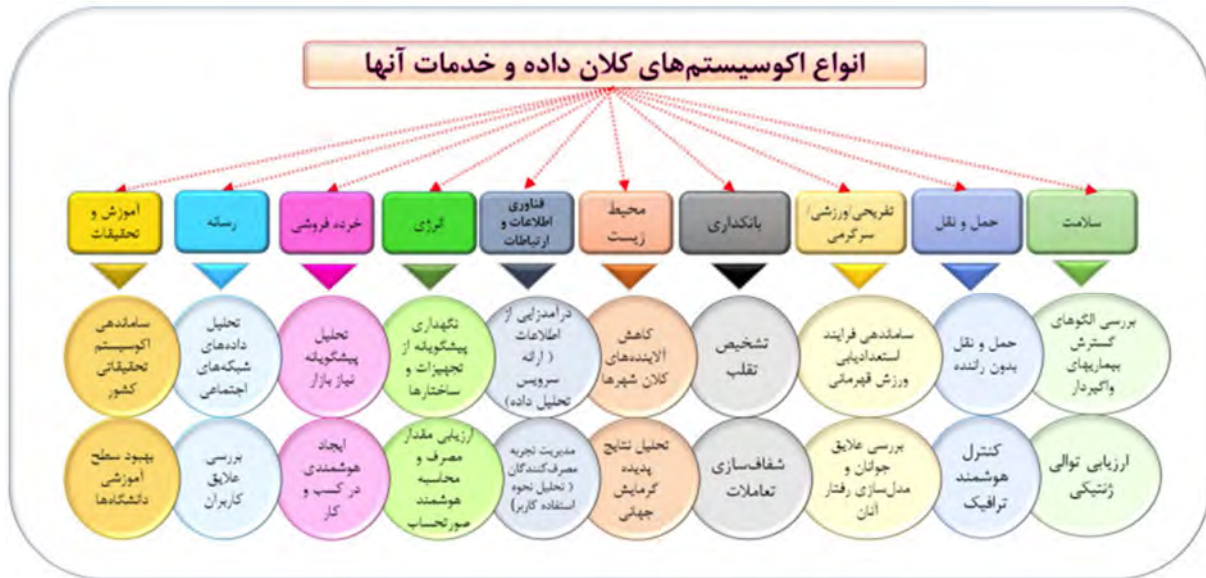 انواع اکوسیستم‌های کلان داده و خدمات آنها
سلامت
حمل و نقل
تفریحی/ورزشی/
سرگرمی
بانکداری
محیط
زیست
فناوری
اطلاعات و
ارتباطات
انرژی
خرده فروشی
رسانه
آموزش و
تحقیقات
بررسی الگوهای
گسترش
بیماریهای
واگیردار
حمل و نقل
بدون راننده
ساماندهی فرایند
استعدادیابی
ورزش قهرمانی
تشخیص
تقلب
کاهش
آلاینده‌های
کلان شهرها
درآمدزایی از
اطلاعات
( ارائه
سرویس
تحلیل داده)
نگهداری
پیشگویانه از
تجهیزات و
ساختارها
تحلیل
پیشگویانه
نیاز بازار
تحلیل
داده‌های
شبکه‌های
اجتماعی
ساماندهی
اکوسیستم
تحقیقاتی
کشور
ارزیابی توالی
ژنتیکی
کنترل
هوشمند
ترافیک
بررسی علایق
جوانان و
مدل‌سازی رفتار
آنان
شفاف‌سازی
تعاملات
تحلیل نتایج
پدیده
گرمایش
جهانی
مدیریت تجربه
مصرف‌کنندگان
( تحلیل نحوه
استفاده کاربر)
ارزیابی مقدار
مصرف و
محاسبه
هوشمند
صورتحساب
ایجاد
هوشمندی
در کسب و
کار
بررسی
علایق
کاربران
بهبود سطح
آموزشی
دانشگاه‌ها